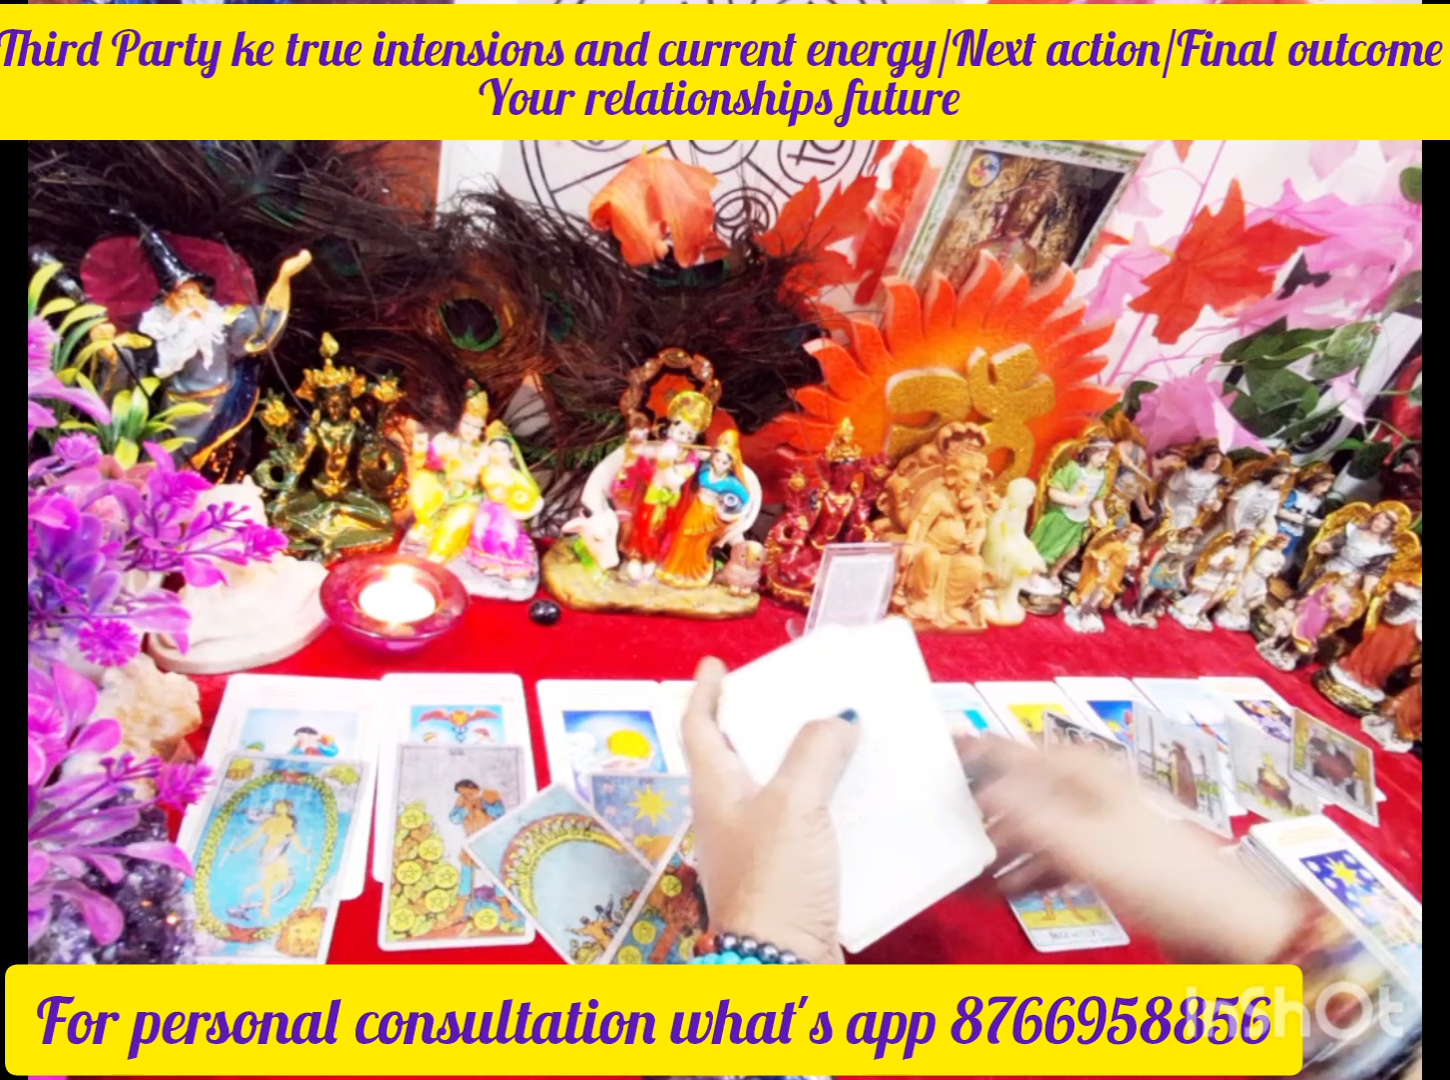 Third Party ke true intensions and current energy/Next action/Final outcome
Your relationships future
For personal consultation what's app 8766958856
InShOt